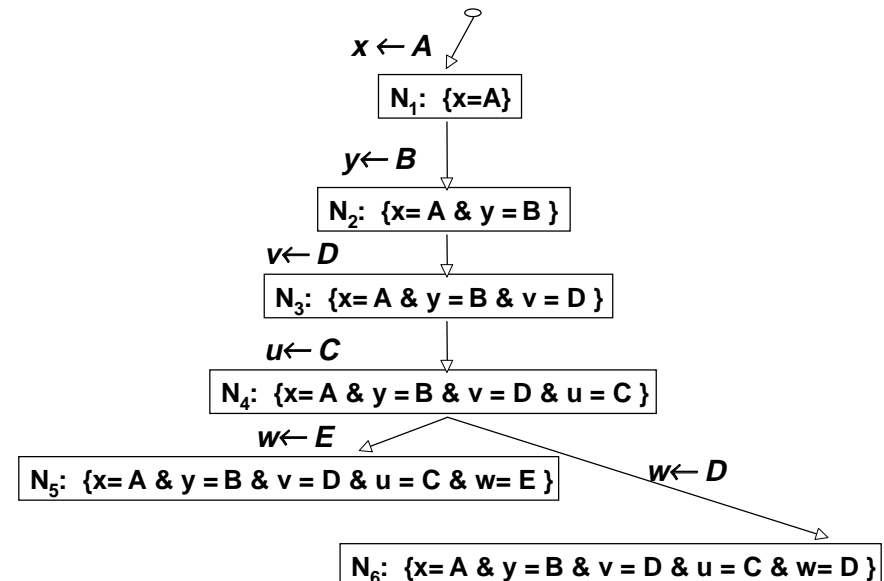 x ← A
N₁: {x=A}
y← B
N₂: {x= A & y = B }
v← D
N₃: {x= A & y = B & v = D }
u← C
N₄: {x= A & y = B & v = D & u = C }
w← E
w← D
N₅: {x= A & y = B & v = D & u = C & w= E }
N₆: {x= A & y = B & v = D & u = C & w= D }